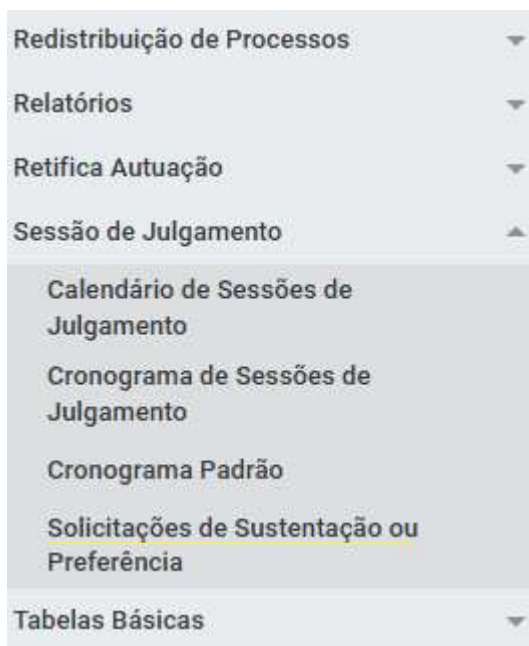 Redistribuição de Processos
Relatórios
Retifica Autuação
Sessão de Julgamento
Calendário de Sessões de
Julgamento
Cronograma de Sessões de
Julgamento
Cronograma Padrão
Solicitações de Sustentação ou
Preferência
Tabelas Básicas